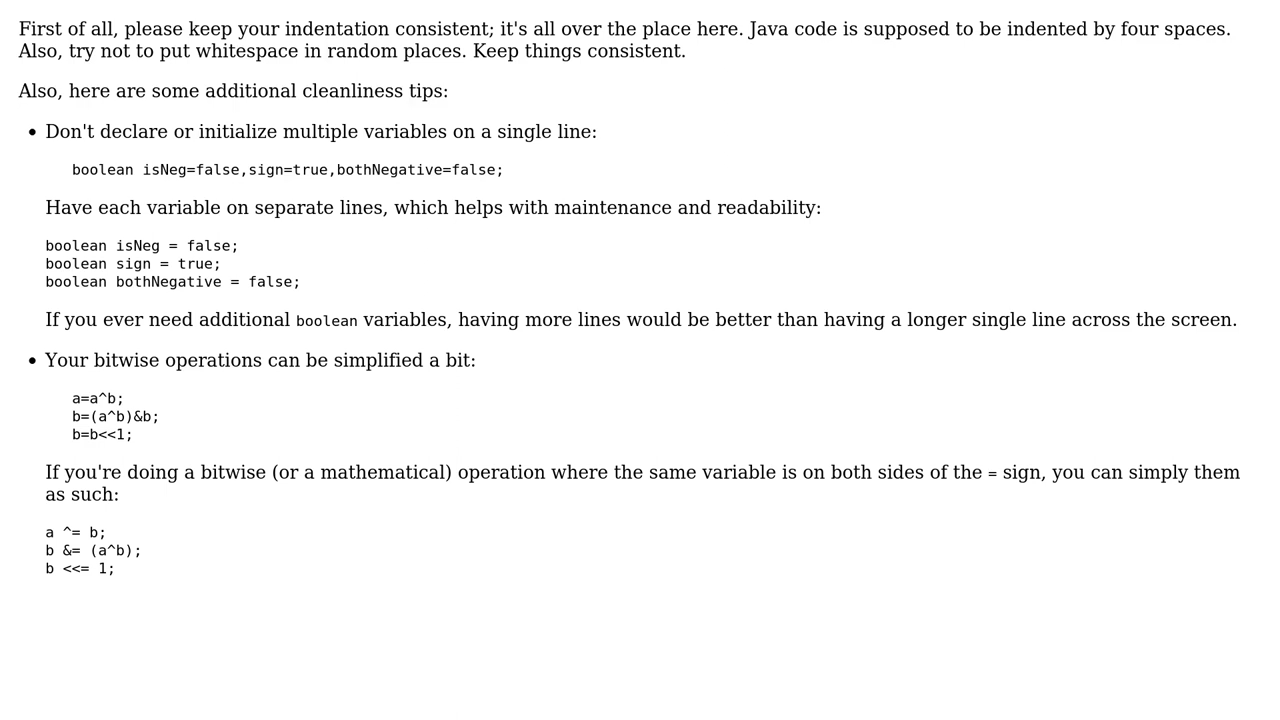 First of all, please keep your indentation consistent; it's all over the place here. Java code is supposed to be indented by four spaces.
Also, try not to put whitespace in random places. Keep things consistent.
Also, here are some additional cleanliness tips:
• Don't declare or initialize multiple variables on a single line:
boolean isNeg=false,sign=true,bothNegative=false;
Have each variable on separate lines, which helps with maintenance and readability:
boolean isNeg = false;
boolean sign = true;
boolean bothNegative = false;
If you ever need additional boolean variables, having more lines would be better than having a longer single line across the screen.
• Your bitwise operations can be simplified a bit:
a=a^b;
b=(a^b)&b;
b=b<<1;
If you're doing a bitwise (or a mathematical) operation where the same variable is on both sides of the = sign, you can simply them
as such:
a ^= b;
b &= (a^b);
b <<= 1;